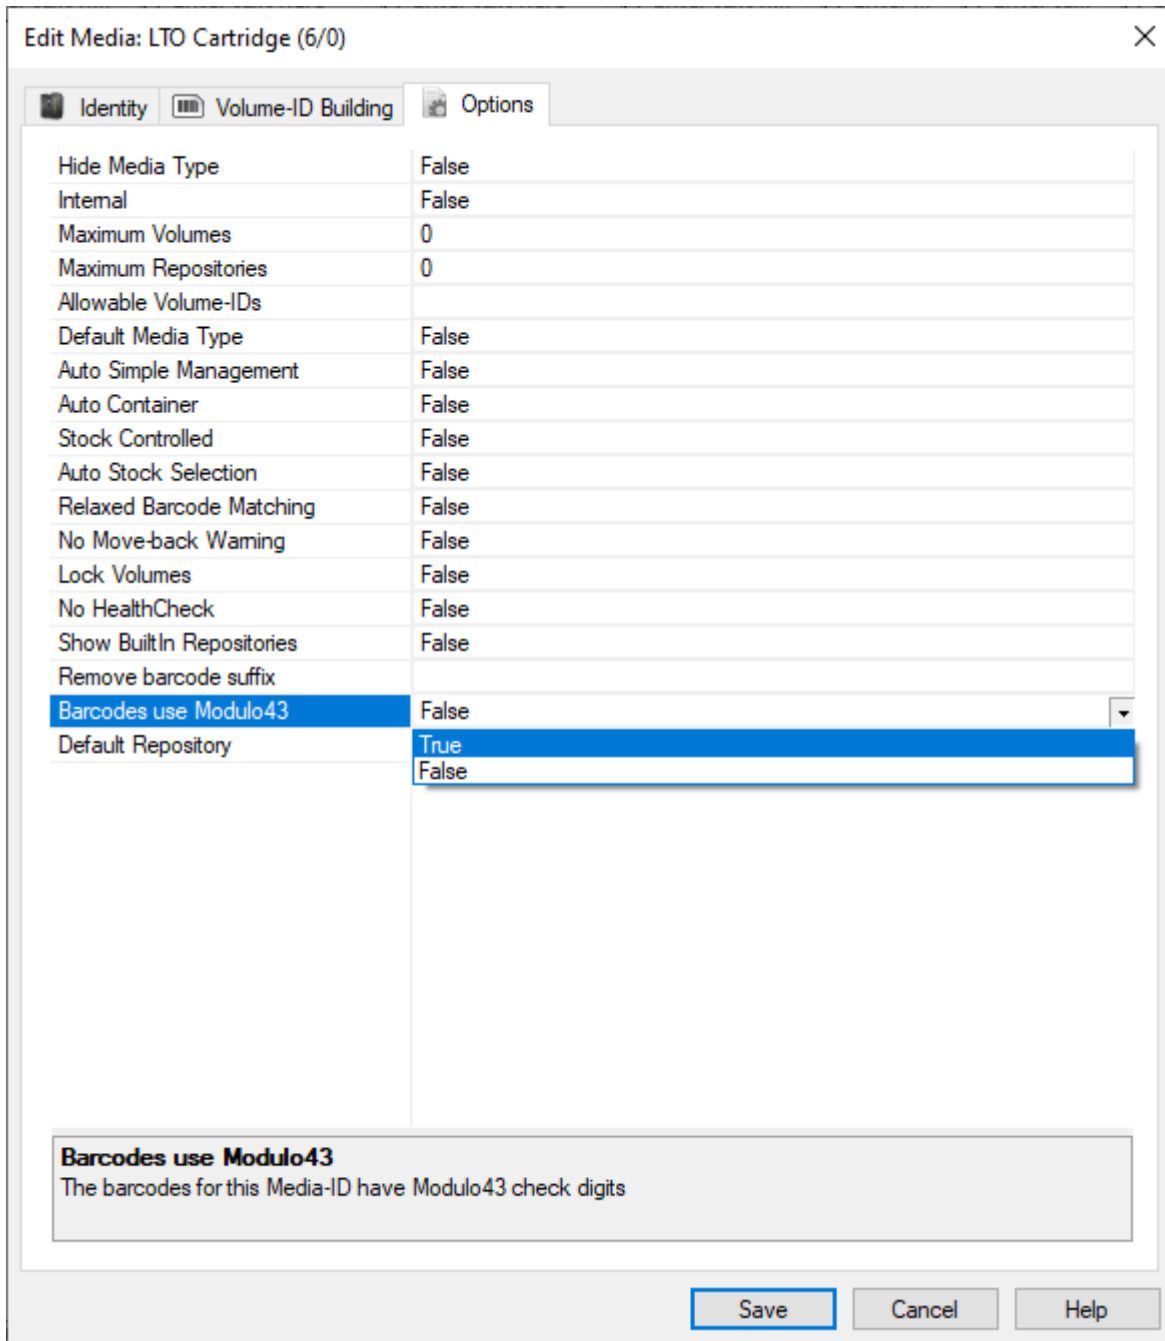 Edit Media: LTO Cartridge (6/0)
Identity Volume-ID Building Options
Hide Media Type False
Internal False
Maximum Volumes 0
Maximum Repositories 0
Allowable Volume-IDs
Default Media Type False
Auto Simple Management False
Auto Container False
Stock Controlled False
Auto Stock Selection False
Relaxed Barcode Matching False
No Move-back Warning False
Lock Volumes False
No HealthCheck False
Show BuiltIn Repositories False
Remove barcode suffix
Barcodes use Modulo43 False
Default Repository True
False
Barcodes use Modulo43
The barcodes for this Media-ID have Modulo43 check digits
Save Cancel Help